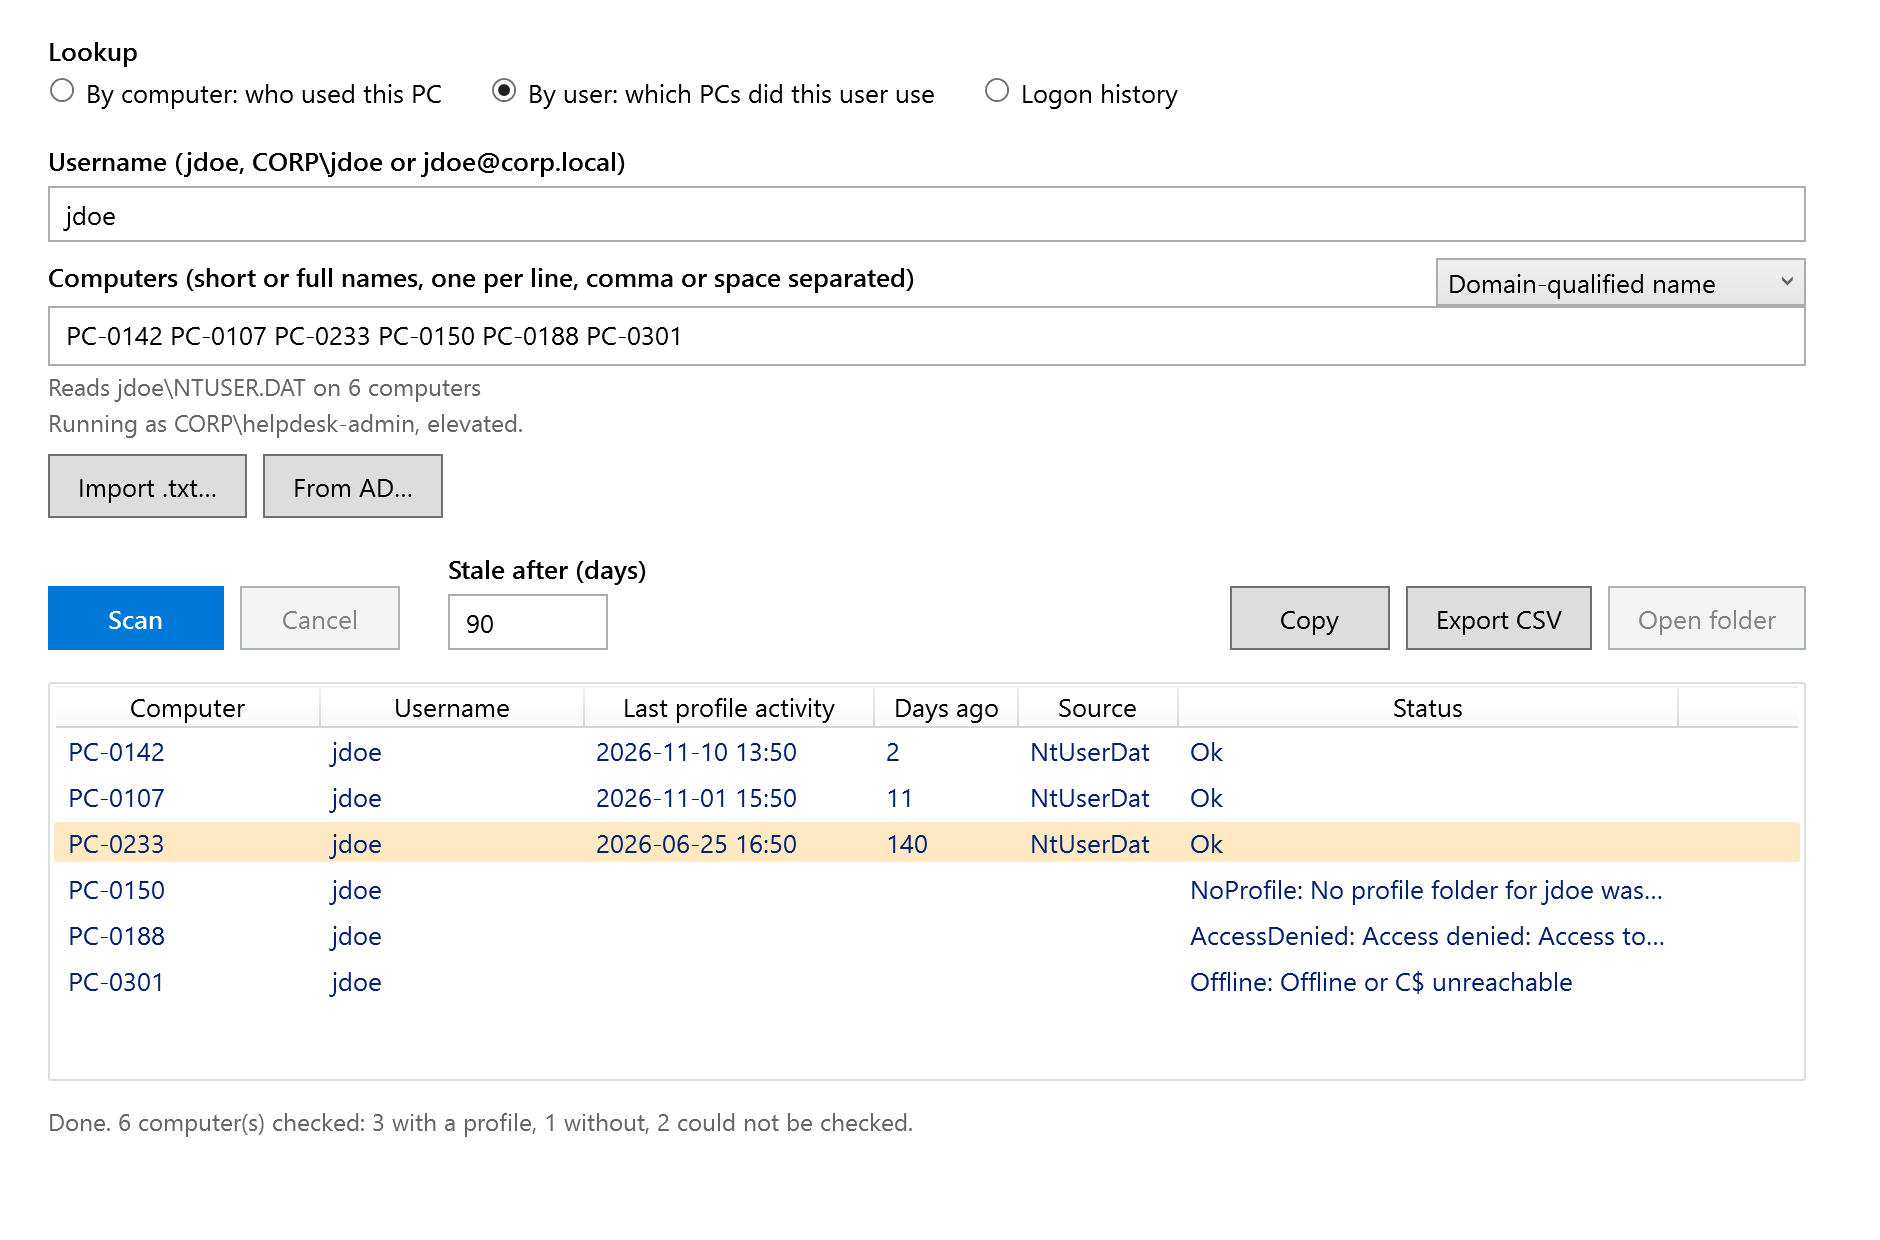 Lookup
By computer: who used this PC
By user: which PCs did this user use
Logon history
Username (jdoe, CORP\jdoe or jdoe@corp.local)
jdoe
Computers (short or full names, one per line, comma or space separated)
Domain-qualified name
PC-0142 PC-0107 PC-0233 PC-0150 PC-0188 PC-0301
Reads jdoe\NTUSER.DAT on 6 computers
Running as CORP\helpdesk-admin, elevated.
Import .txt...
From AD...
Stale after (days)
Scan
Cancel
90
Copy
Export CSV
Open folder
Computer Username Last profile activity Days ago Source Status
PC-0142 jdoe 2026-11-10 13:50 2 NtUserDat Ok
PC-0107 jdoe 2026-11-01 15:50 11 NtUserDat Ok
PC-0233 jdoe 2026-06-25 16:50 140 NtUserDat Ok
PC-0150 jdoe NoProfile: No profile folder for jdoe was...
PC-0188 jdoe AccessDenied: Access denied: Access to...
PC-0301 jdoe Offline: Offline or C$ unreachable
Done. 6 computer(s) checked: 3 with a profile, 1 without, 2 could not be checked.